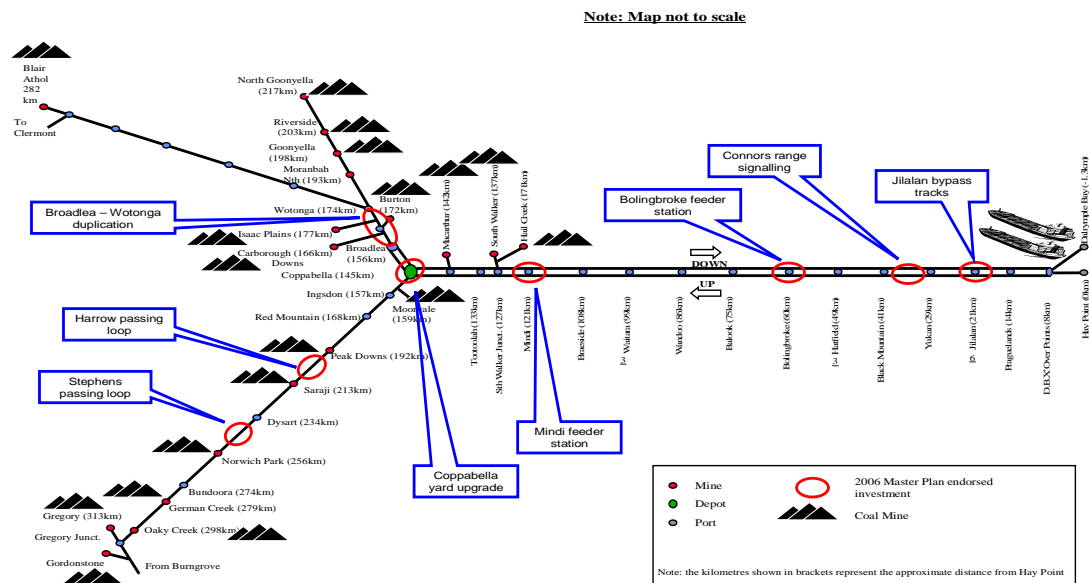 Note: Map not to scale
Blair
Athol
282
km
To
Clermont
North Goonyella
(217km)
Riverside
(203km)
Goonyella
(198km)
Moranbah
Nth (193km)
Burton
(172km)
Wotonga (174km)
Isaac Plains (177km)
Carborough (166km)
Downs
Broadlea
(156km)
Coppabella (145km)
Broadlea – Wotonga
duplication
Macarthur (142km)
South Walker (137km)
Hail Creek (171km)
Bolingbroke feeder
station
Connors range
signalling
Jilalan bypass
tracks
DOWN
UP
Dalrymple Bay (-1.3km)
Hay Point (0km)
Ingsdon (157km)
Moorvale
(159km)
Red Mountain (168km)
Harrow passing
loop
Peak Downs (192km)
Saraji (213km)
Stephens
passing loop
Dysart (234km)
Norwich Park (256km)
Bundoora (274km)
German Creek (279km)
Gregory (313km)
Oaky Creek (298km)
Gregory Junct.
Gordonstone
From Burngrove
Tootoolah (133km)
Sth Walker Junct. (127km)
Mindi (121km)
Braeside (108km)
Waitara (99km)
Wandoo (86km)
Balook (75km)
Bolingbroke(60km)
Hatfield (49km)
Black Mountain (41km)
Yukan (29km)
Jilalan (21km)
Praguelands (14km)
D.B.X'Over Points (8km)
Coppabella
yard upgrade
Mindi feeder
station
Mine
Depot
Port
2006 Master Plan endorsed
investment
Coal Mine
Note: the kilometres shown in brackets represent the approximate distance from Hay Point